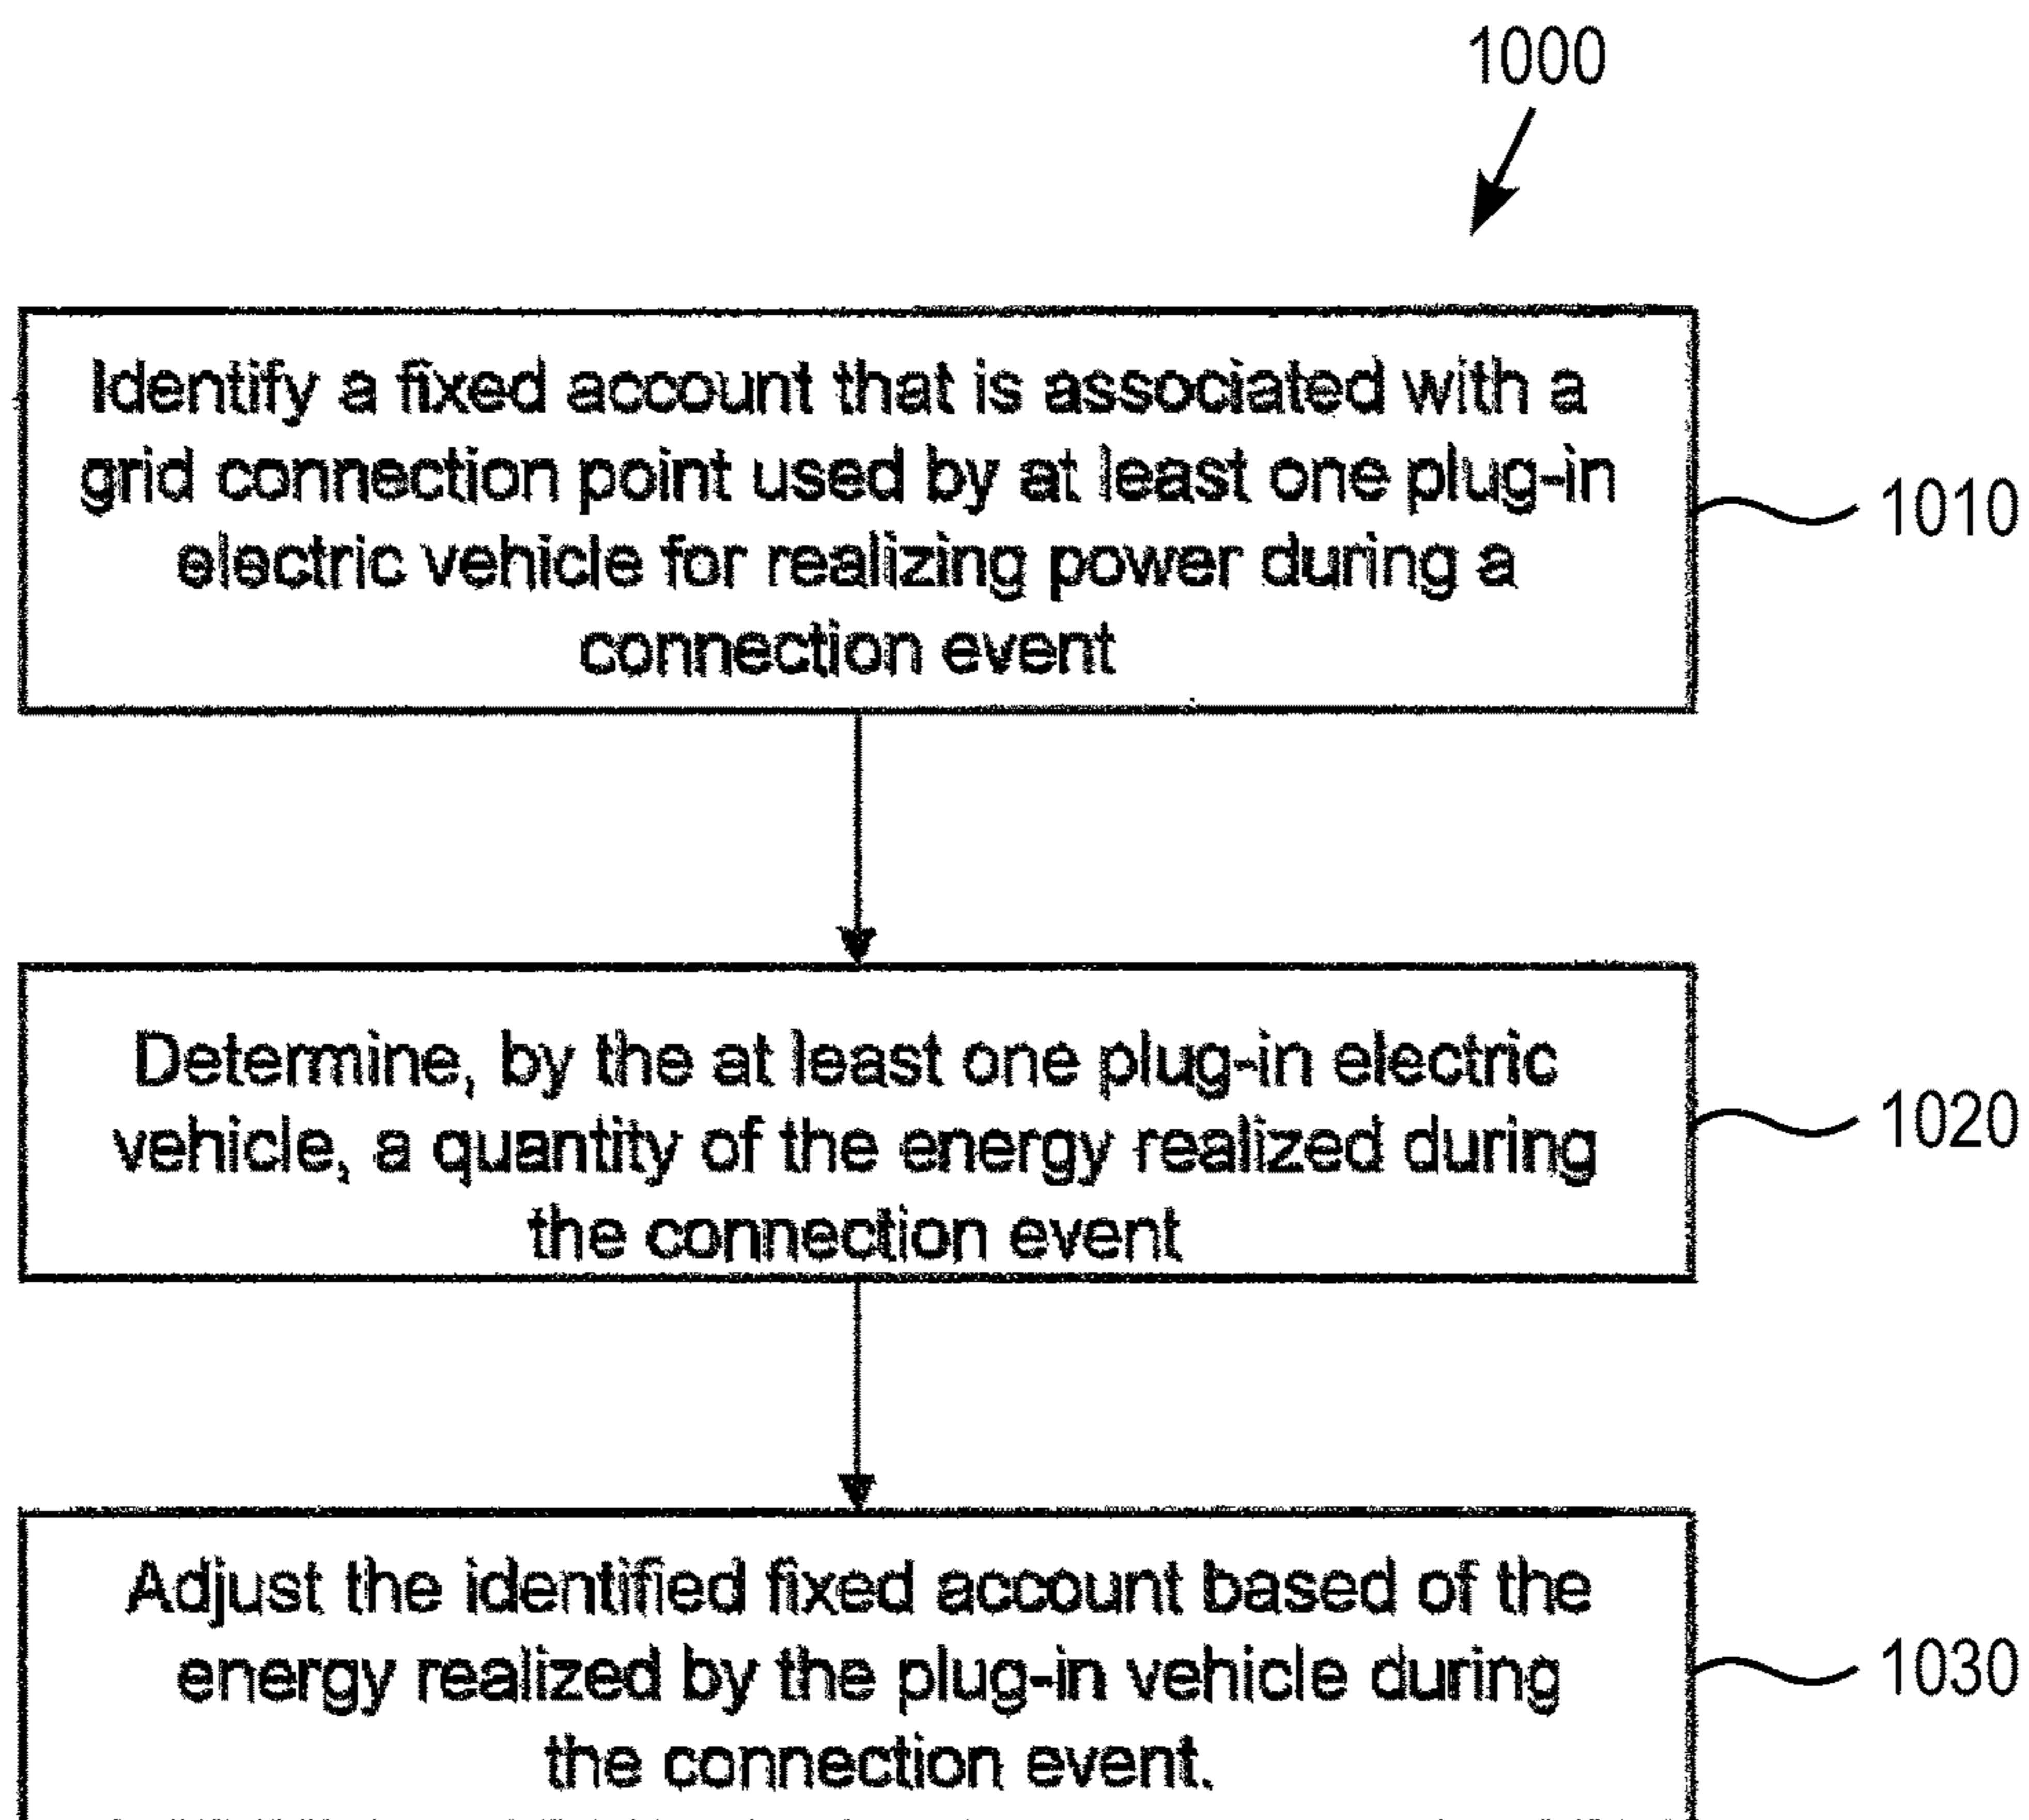 1000
Identify a fixed account that is associated with a
grid connection point used by at least one plug-in
electric vehicle for realizing power during a
connection event
1010
Determine, by the at least one plug-in electric
vehicle, a quantity of the energy realized during
the connection event
1020
Adjust the identified fixed account based of the
energy realized by the plug-in vehicle during
the connection event.
1030